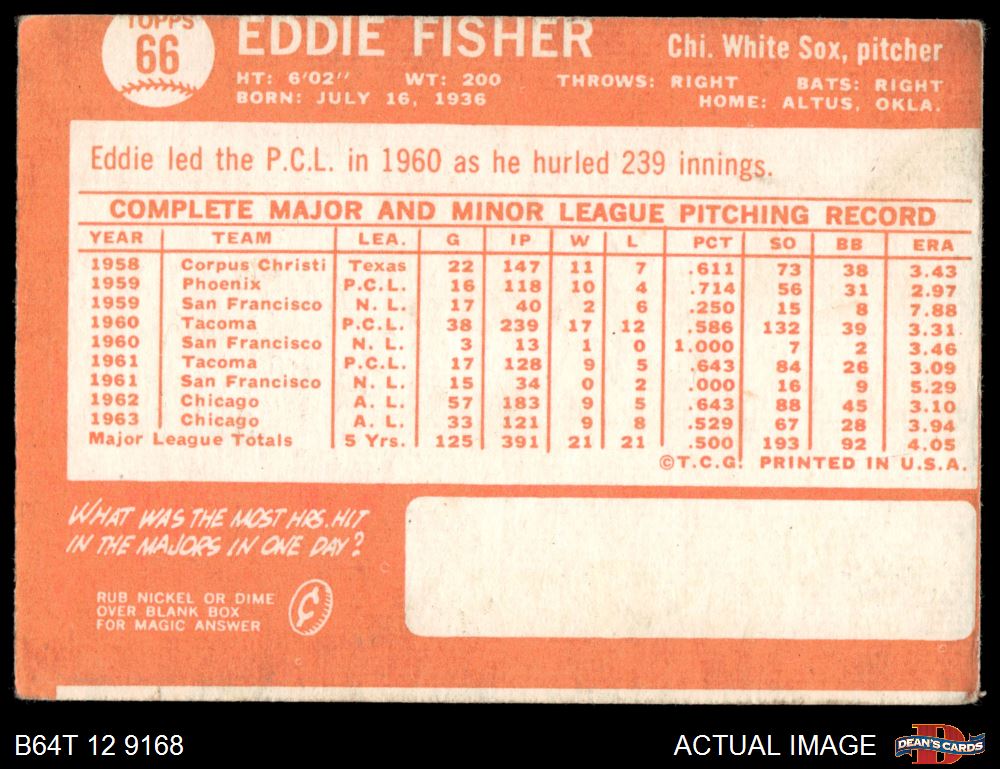 TOPPS
66
EDDIE FISHER
Chi. White Sox, pitcher
HT: 6'02" WT: 200 THROWS: RIGHT BATS: RIGHT
BORN: JULY 16, 1936 HOME: ALTUS, OKLA.
Eddie led the P.C.L. in 1960 as he hurled 239 innings.
COMPLETE MAJOR AND MINOR LEAGUE PITCHING RECORD
YEAR TEAM LEA. G IP W L PCT SO BB ERA
1958 Corpus Christi Texas 22 147 11 7 .611 73 38 3.43
1959 Phoenix P.C.L. 16 118 10 4 .714 56 31 2.97
1959 San Francisco N. L. 17 40 2 6 .250 15 8 7.88
1960 Tacoma P.C.L. 38 239 17 12 .586 132 39 3.31
1960 San Francisco N. L. 3 13 1 0 1.000 7 2 3.46
1961 Tacoma P.C.L. 17 128 9 5 .643 84 26 3.09
1961 San Francisco N. L. 15 34 0 2 .000 16 9 5.29
1962 Chicago A. L. 57 183 9 5 .643 88 45 3.10
1963 Chicago A. L. 33 121 9 8 .529 67 28 3.94
Major League Totals 5 Yrs. 125 391 21 21 .500 193 92 4.05
©T.C.G. PRINTED IN U.S.A.
WHAT WAS THE MOST HRS. HIT
IN THE MAJORS IN ONE DAY?
RUB NICKEL OR DIME
OVER BLANK BOX
FOR MAGIC ANSWER
¢
B64T 12 9168
ACTUAL IMAGE
D
DEAN'S CARDS